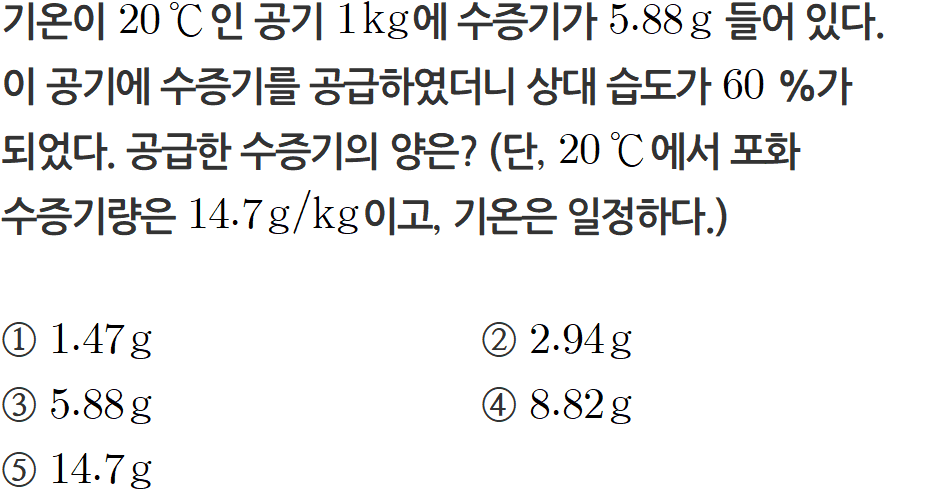 기온이 20 ℃인 공기 1 kg에 수증기가 5.88 g 들어 있다.
이 공기에 수증기를 공급하였더니 상대 습도가 60 %가
되었다. 공급한 수증기의 양은? (단, 20 ℃에서 포화
수증기량은 14.7 g/kg이고, 기온은 일정하다.)
① 1.47 g ② 2.94 g
③ 5.88 g ④ 8.82 g
⑤ 14.7 g